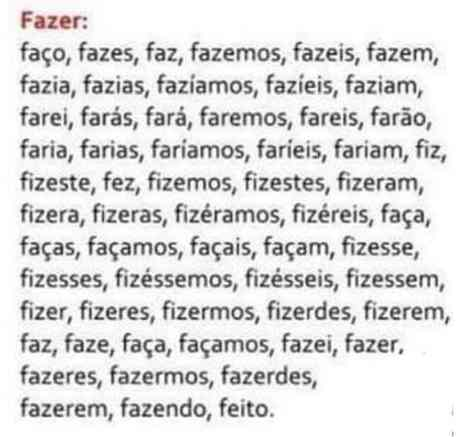 Fazer:
faço, fazes, faz, fazemos, fazeis, fazem,
fazia, fazias, fazíamos, fazíeis, faziam,
farei, farás, fará, faremos, fareis, farão,
faria, farias, faríamos, faríeis, fariam, fiz,
fizeste, fez, fizemos, fizestes, fizeram,
fizera, fizeras, fizéramos, fizéreis, faça,
faças, façamos, façais, façam, fizesse,
fizesses, fizéssemos, fizésseis, fizessem,
fizer, fizeres, fizermos, fizerdes, fizerem,
faz, faze, faça, façamos, fazei, fazer,
fazeres, fazermos, fazerdes,
fazerem, fazendo, feito.